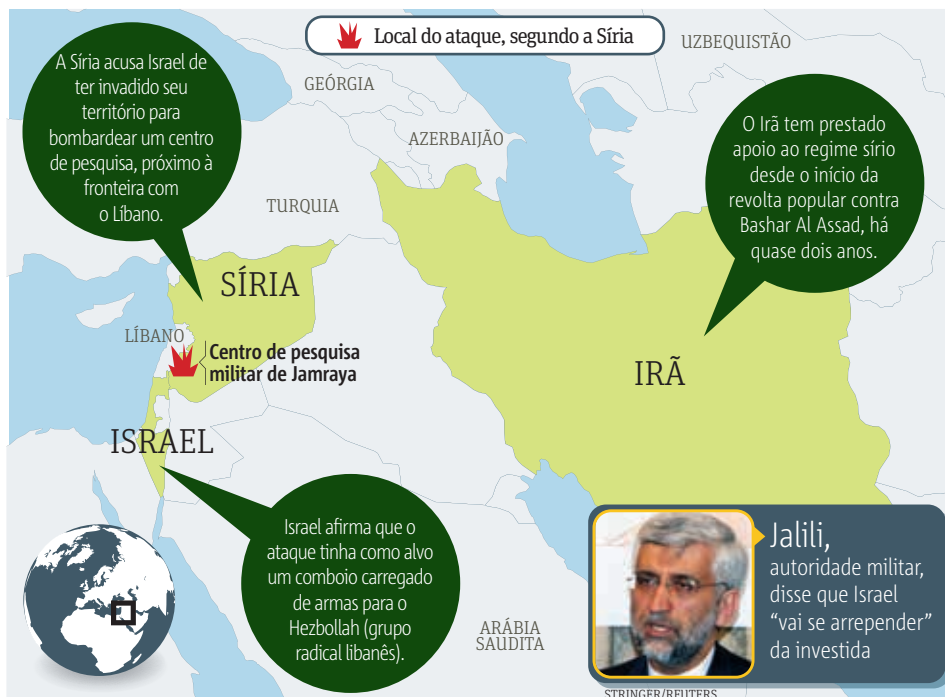 Local do ataque, segundo a Síria
A Síria acusa Israel de
ter invadido seu
território para
bombardear um centro
de pesquisa, próximo à
fronteira com
o Líbano.
UZBEQUISTÃO
GEÓRGIA
AZERBAIJÃO
TURQUIA
O Irã tem prestado
apoio ao regime sírio
desde o início da
revolta popular contra
Bashar Al Assad, há
quase dois anos.
SÍRIA
LÍBANO
Centro de pesquisa
militar de Jamraya
IRÃ
ISRAEL
Israel afirma que o
ataque tinha como alvo
um comboio carregado
de armas para o
Hezbollah (grupo
radical libanês).
ARÁBIA
SAUDITA
Jalili,
autoridade militar,
disse que Israel
“vai se arrepender”
da investida
STRINGER/REUTERS